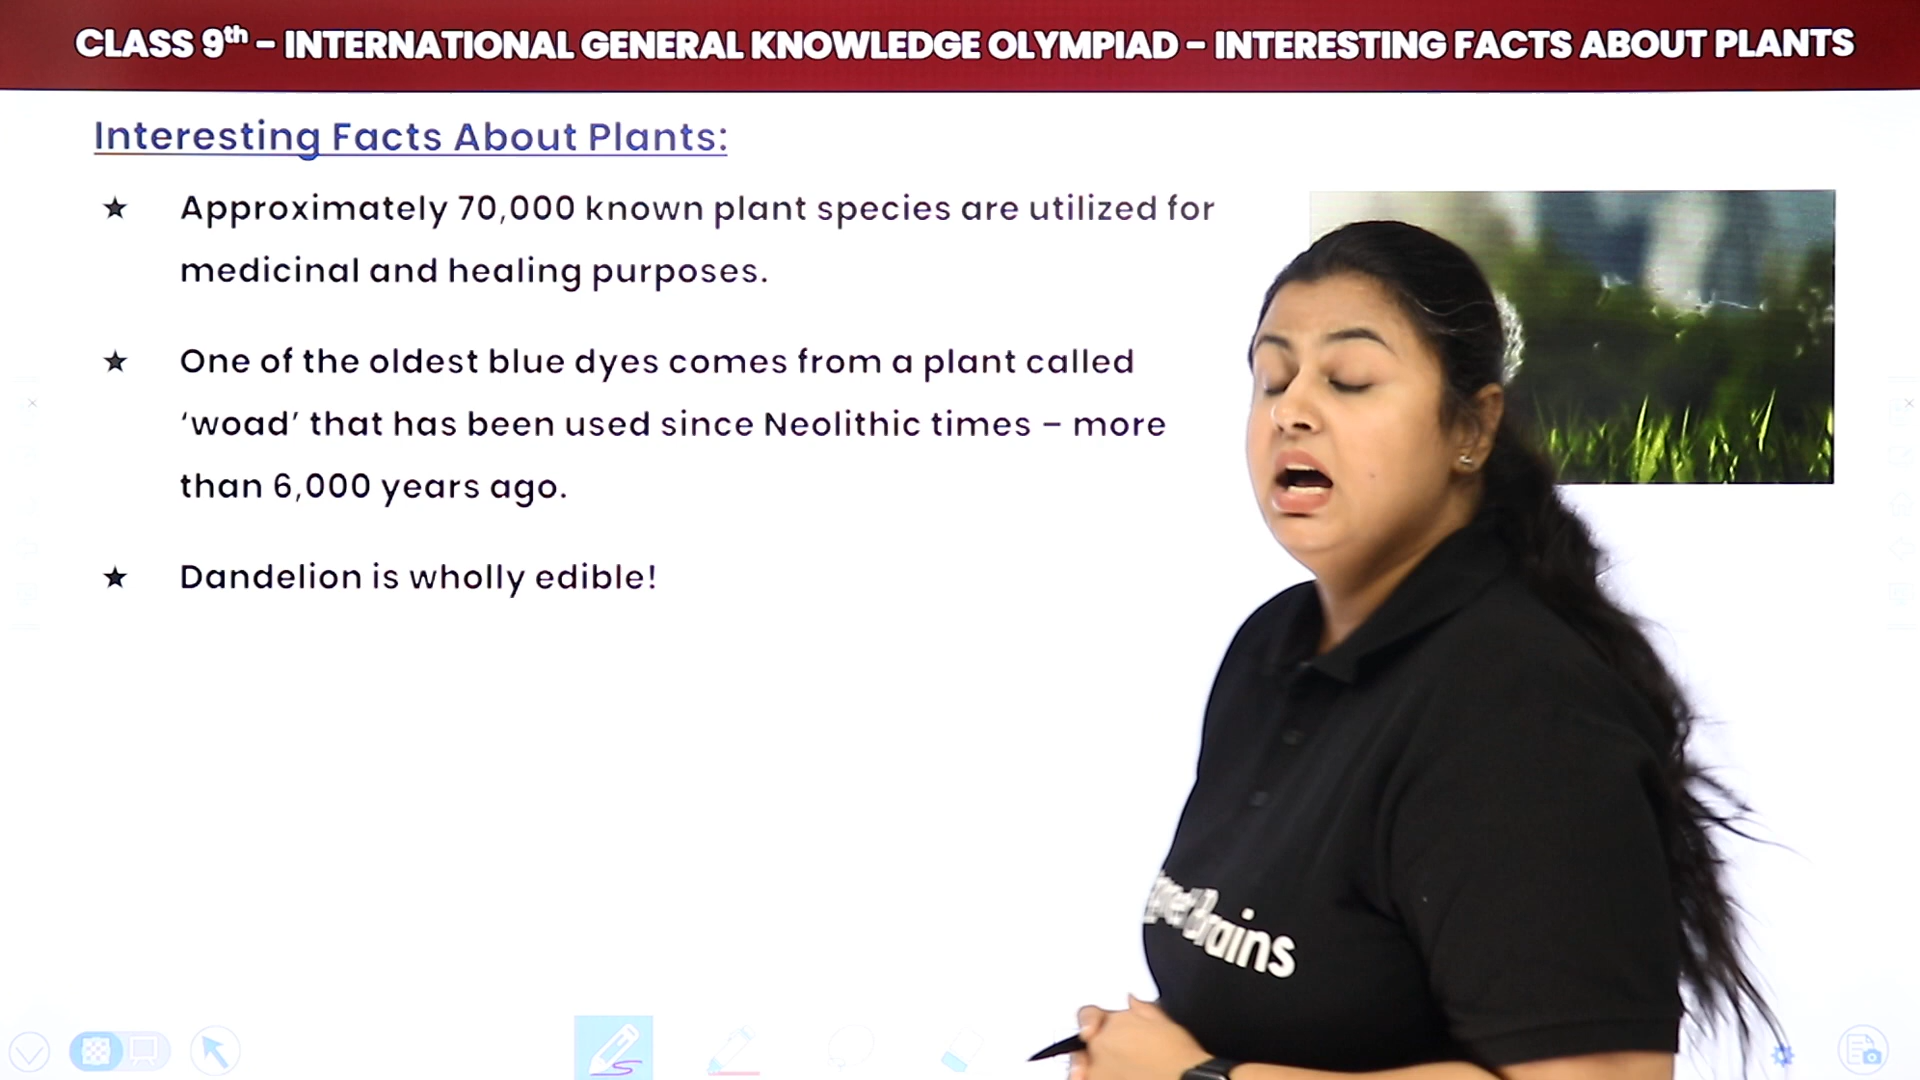 CLASS 9th – INTERNATIONAL GENERAL KNOWLEDGE OLYMPIAD – INTERESTING FACTS ABOUT PLANTS
Interesting Facts About Plants:
★ Approximately 70,000 known plant species are utilized for
medicinal and healing purposes.
★ One of the oldest blue dyes comes from a plant called
‘woad’ that has been used since Neolithic times – more
than 6,000 years ago.
★ Dandelion is wholly edible!
Brains